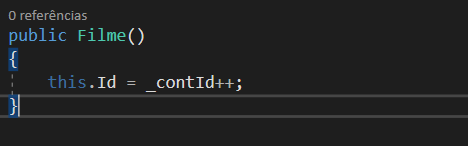 0 referências
public Filme()
{
    this.Id = _contId++;
}